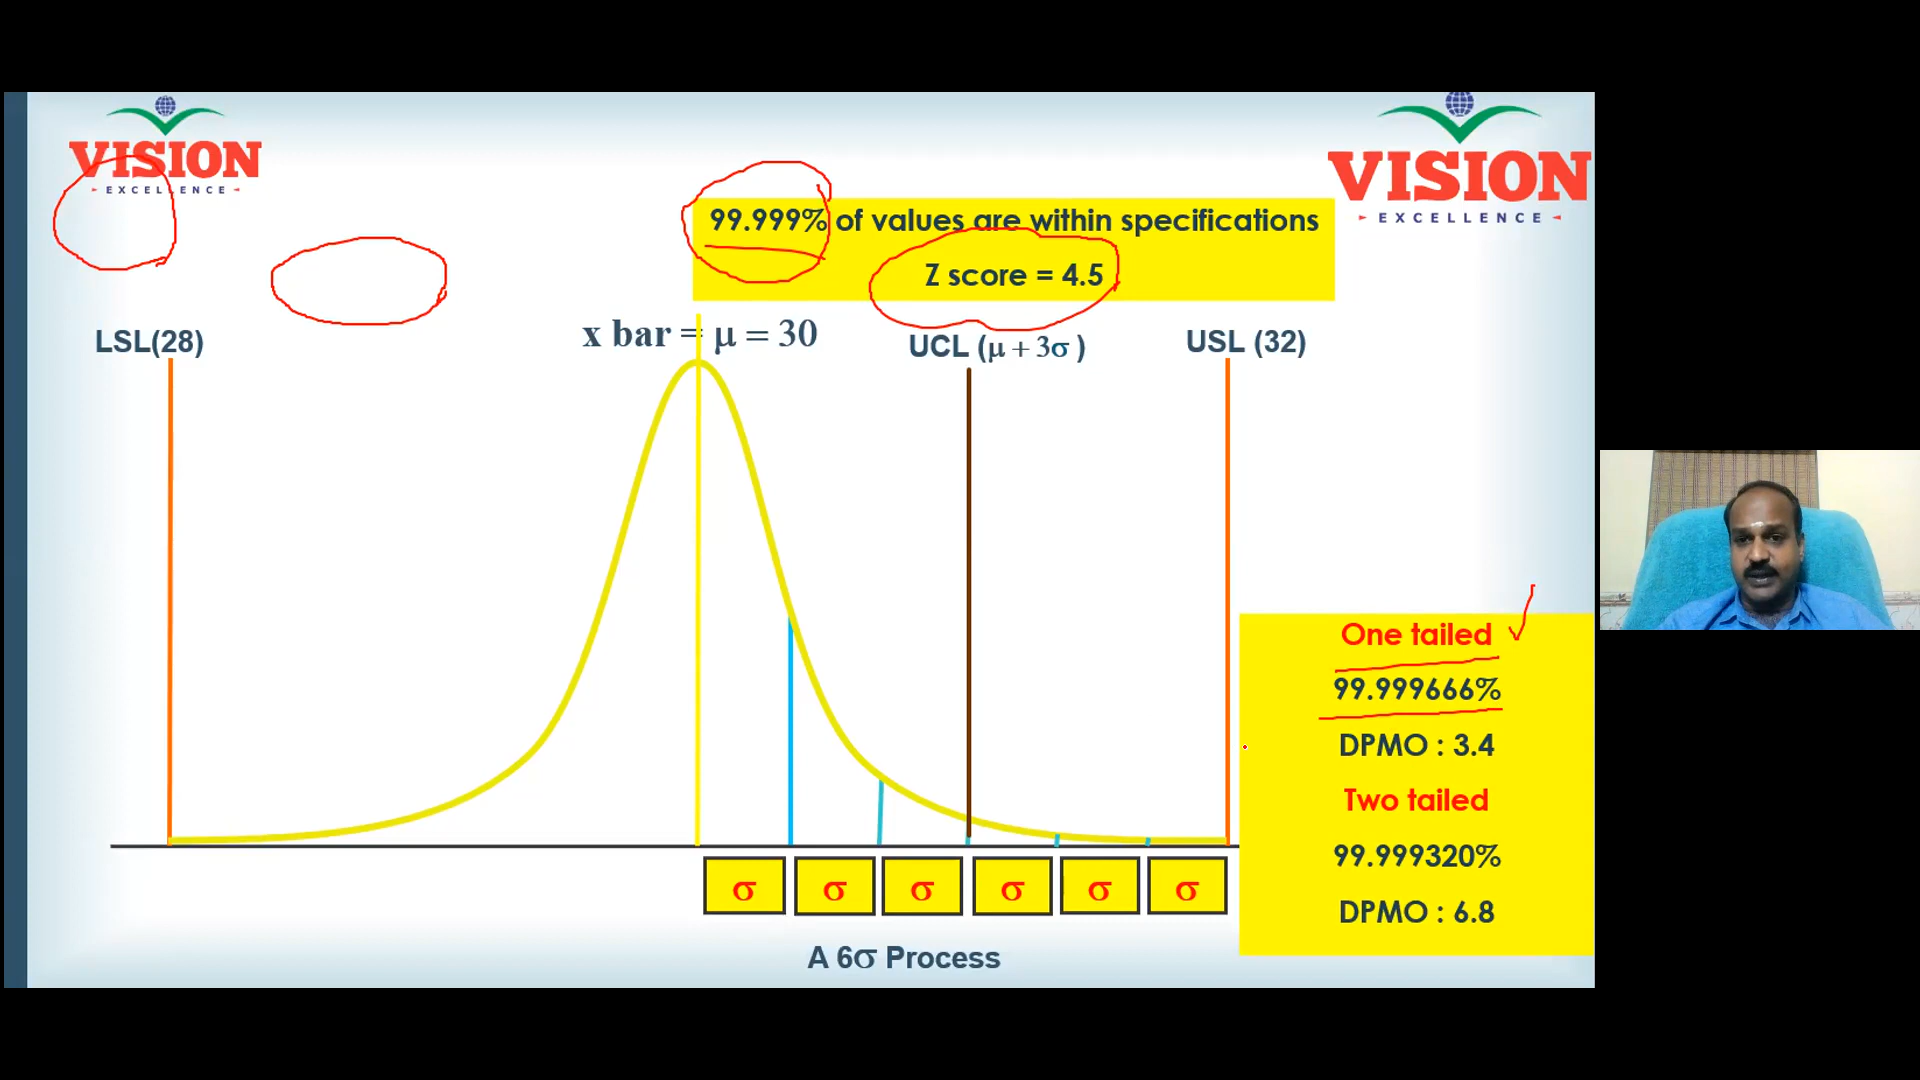 VISION
EXCELLENCE
VISION
EXCELLENCE
99.999% of values are within specifications
Z score = 4.5
LSL(28)
x bar = μ = 30
UCL (μ + 3σ )
USL (32)
One tailed
99.999666%
DPMO : 3.4
Two tailed
99.999320%
DPMO : 6.8
σ σ σ σ σ σ
A 6σ Process